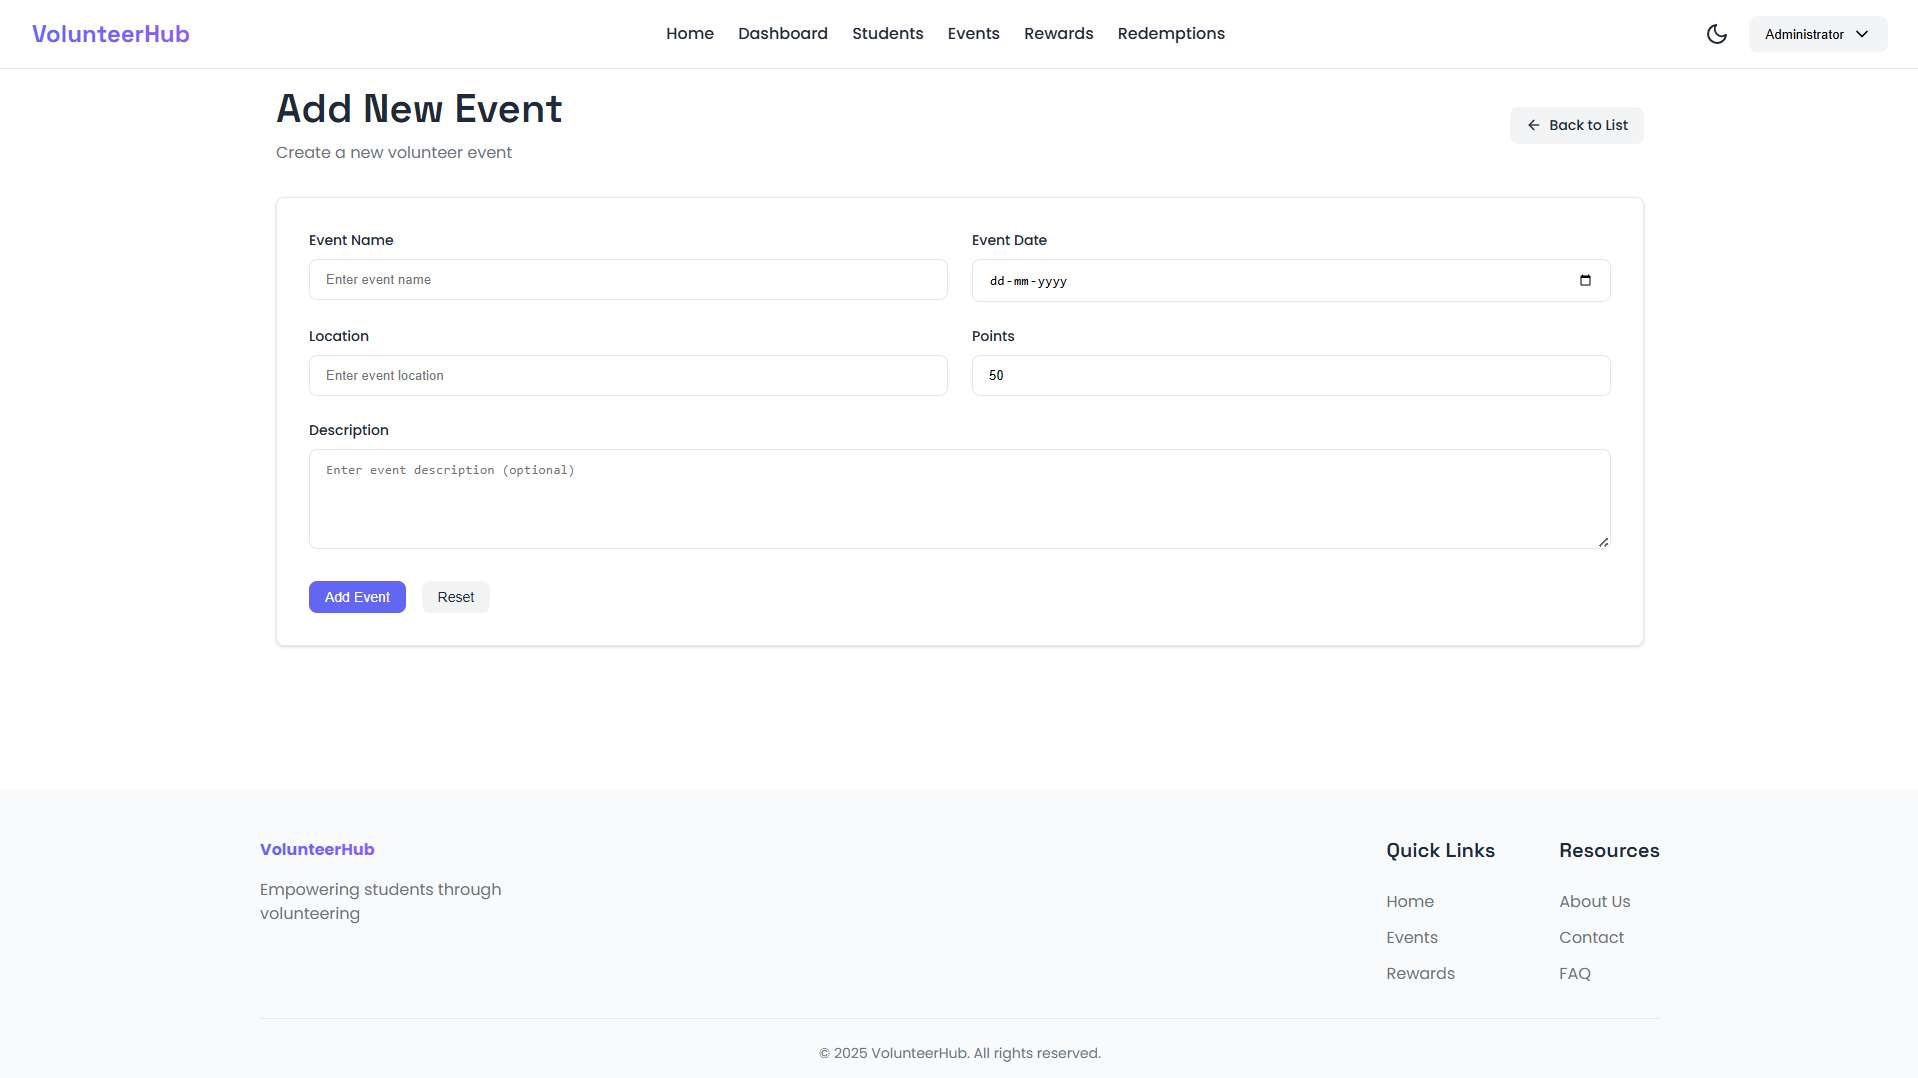 VolunteerHub
Home Dashboard Students Events Rewards Redemptions
Administrator
Add New Event
Create a new volunteer event
Back to List
Event Name
Enter event name
Event Date
dd-mm-yyyy
Location
Enter event location
Points
50
Description
Enter event description (optional)
Add Event
Reset
VolunteerHub
Empowering students through
volunteering
Quick Links
Home
Events
Rewards
Resources
About Us
Contact
FAQ
© 2025 VolunteerHub. All rights reserved.